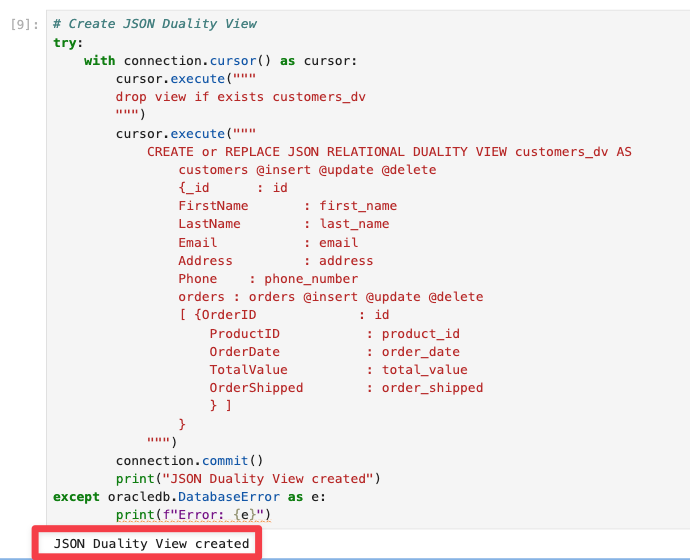 [9]: # Create JSON Duality View
try:
    with connection.cursor() as cursor:
        cursor.execute("""
        drop view if exists customers_dv
        """)
        cursor.execute("""
            CREATE or REPLACE JSON RELATIONAL DUALITY VIEW customers_dv AS
                customers @insert @update @delete
                {_id      : id
                FirstName       : first_name
                LastName        : last_name
                Email           : email
                Address         : address
                Phone    : phone_number
                orders : orders @insert @update @delete
                [ {OrderID               : id
                    ProductID           : product_id
                    OrderDate           : order_date
                    TotalValue          : total_value
                    OrderShipped        : order_shipped
                    } ]
                }
            """)
        connection.commit()
        print("JSON Duality View created")
except oracledb.DatabaseError as e:
        print(f"Error: {e}")
JSON Duality View created